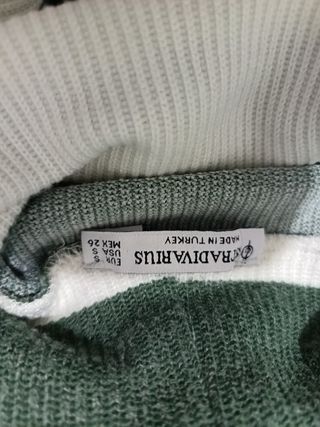 STRADIVARIUS
MADE IN TURKEY
EUR S
USA S
MEX 26